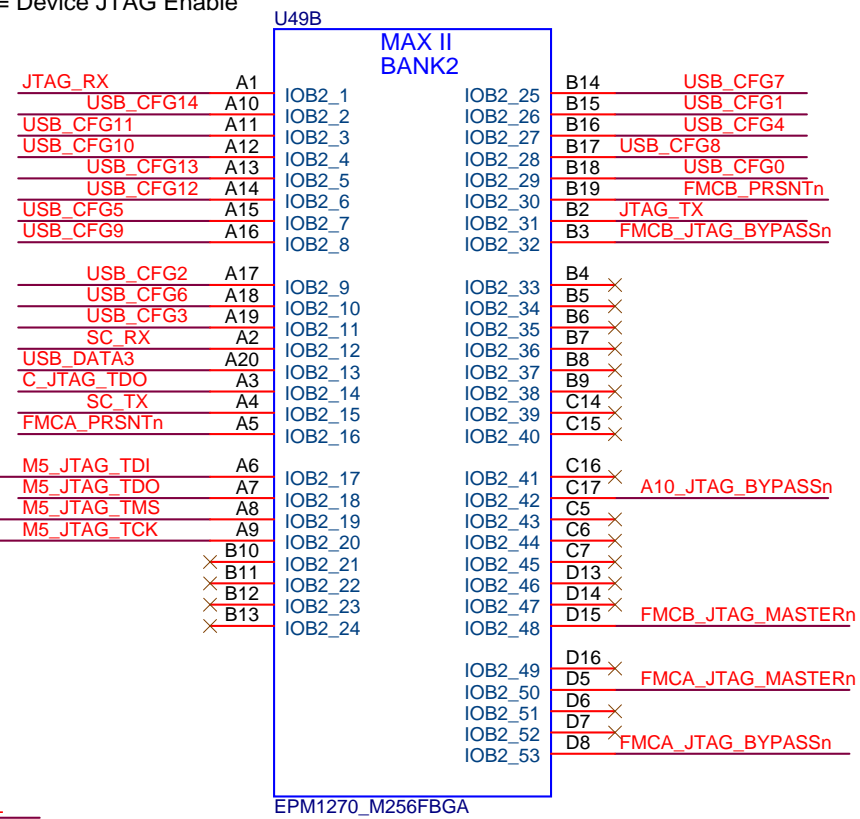 = Device JTAG Enable
U49B
MAX II
BANK2
JTAG_RX A1 IOB2_1 IOB2_25 B14 USB_CFG7
USB_CFG14 A10 IOB2_2 IOB2_26 B15 USB_CFG1
USB_CFG11 A11 IOB2_3 IOB2_27 B16 USB_CFG4
USB_CFG10 A12 IOB2_4 IOB2_28 B17 USB_CFG8
USB_CFG13 A13 IOB2_5 IOB2_29 B18 USB_CFG0
USB_CFG12 A14 IOB2_6 IOB2_30 B19 FMCB_PRSNTn
USB_CFG5 A15 IOB2_7 IOB2_31 B2 JTAG_TX
USB_CFG9 A16 IOB2_8 IOB2_32 B3 FMCB_JTAG_BYPASSn
USB_CFG2 A17 IOB2_9 IOB2_33 B4
USB_CFG6 A18 IOB2_10 IOB2_34 B5
USB_CFG3 A19 IOB2_11 IOB2_35 B6
SC_RX A2 IOB2_12 IOB2_36 B7
USB_DATA3 A20 IOB2_13 IOB2_37 B8
C_JTAG_TDO A3 IOB2_14 IOB2_38 B9
SC_TX A4 IOB2_15 IOB2_39 C14
FMCA_PRSNTn A5 IOB2_16 IOB2_40 C15
M5_JTAG_TDI A6 IOB2_17 IOB2_41 C16
M5_JTAG_TDO A7 IOB2_18 IOB2_42 C17 A10_JTAG_BYPASSn
M5_JTAG_TMS A8 IOB2_19 IOB2_43 C5
M5_JTAG_TCK A9 IOB2_20 IOB2_44 C6
B10 IOB2_21 IOB2_45 C7
B11 IOB2_22 IOB2_46 D13
B12 IOB2_23 IOB2_47 D14
B13 IOB2_24 IOB2_48 D15 FMCB_JTAG_MASTERn
IOB2_49 D16
IOB2_50 D5 FMCA_JTAG_MASTERn
IOB2_51 D6
IOB2_52 D7
IOB2_53 D8 FMCA_JTAG_BYPASSn
EPM1270_M256FBGA